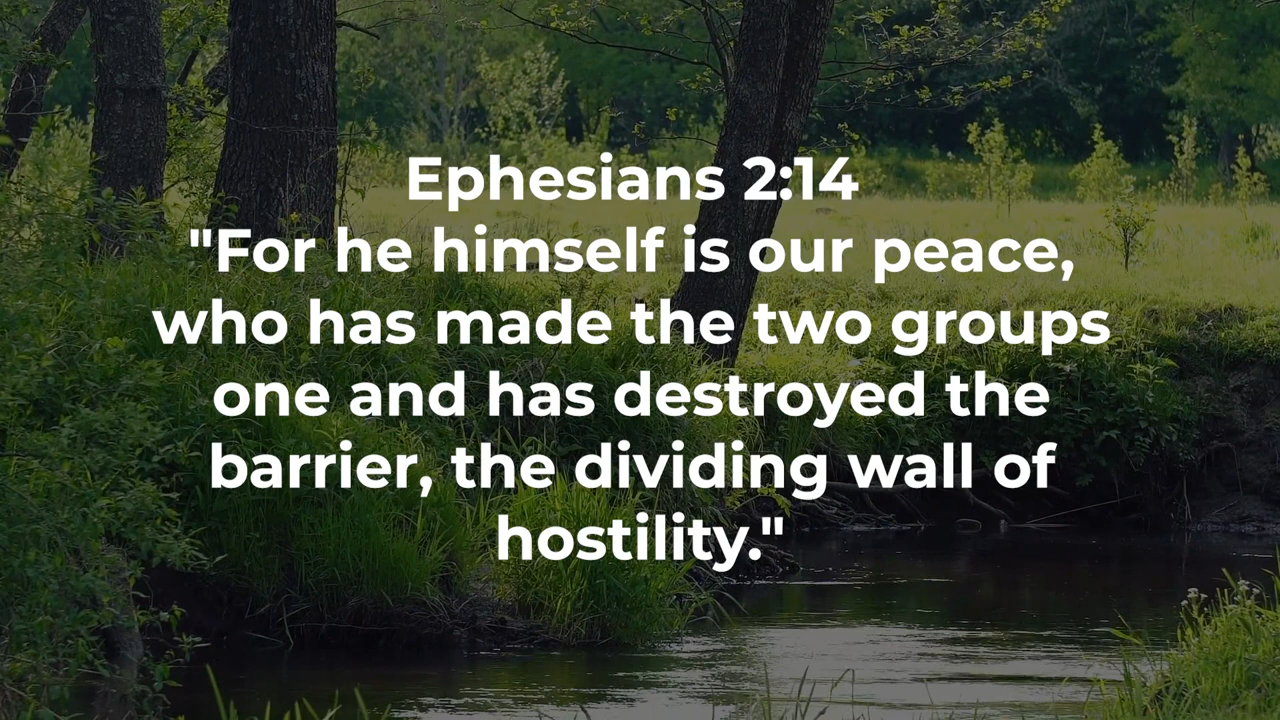 Ephesians 2:14
"For he himself is our peace,
who has made the two groups
one and has destroyed the
barrier, the dividing wall of
hostility."